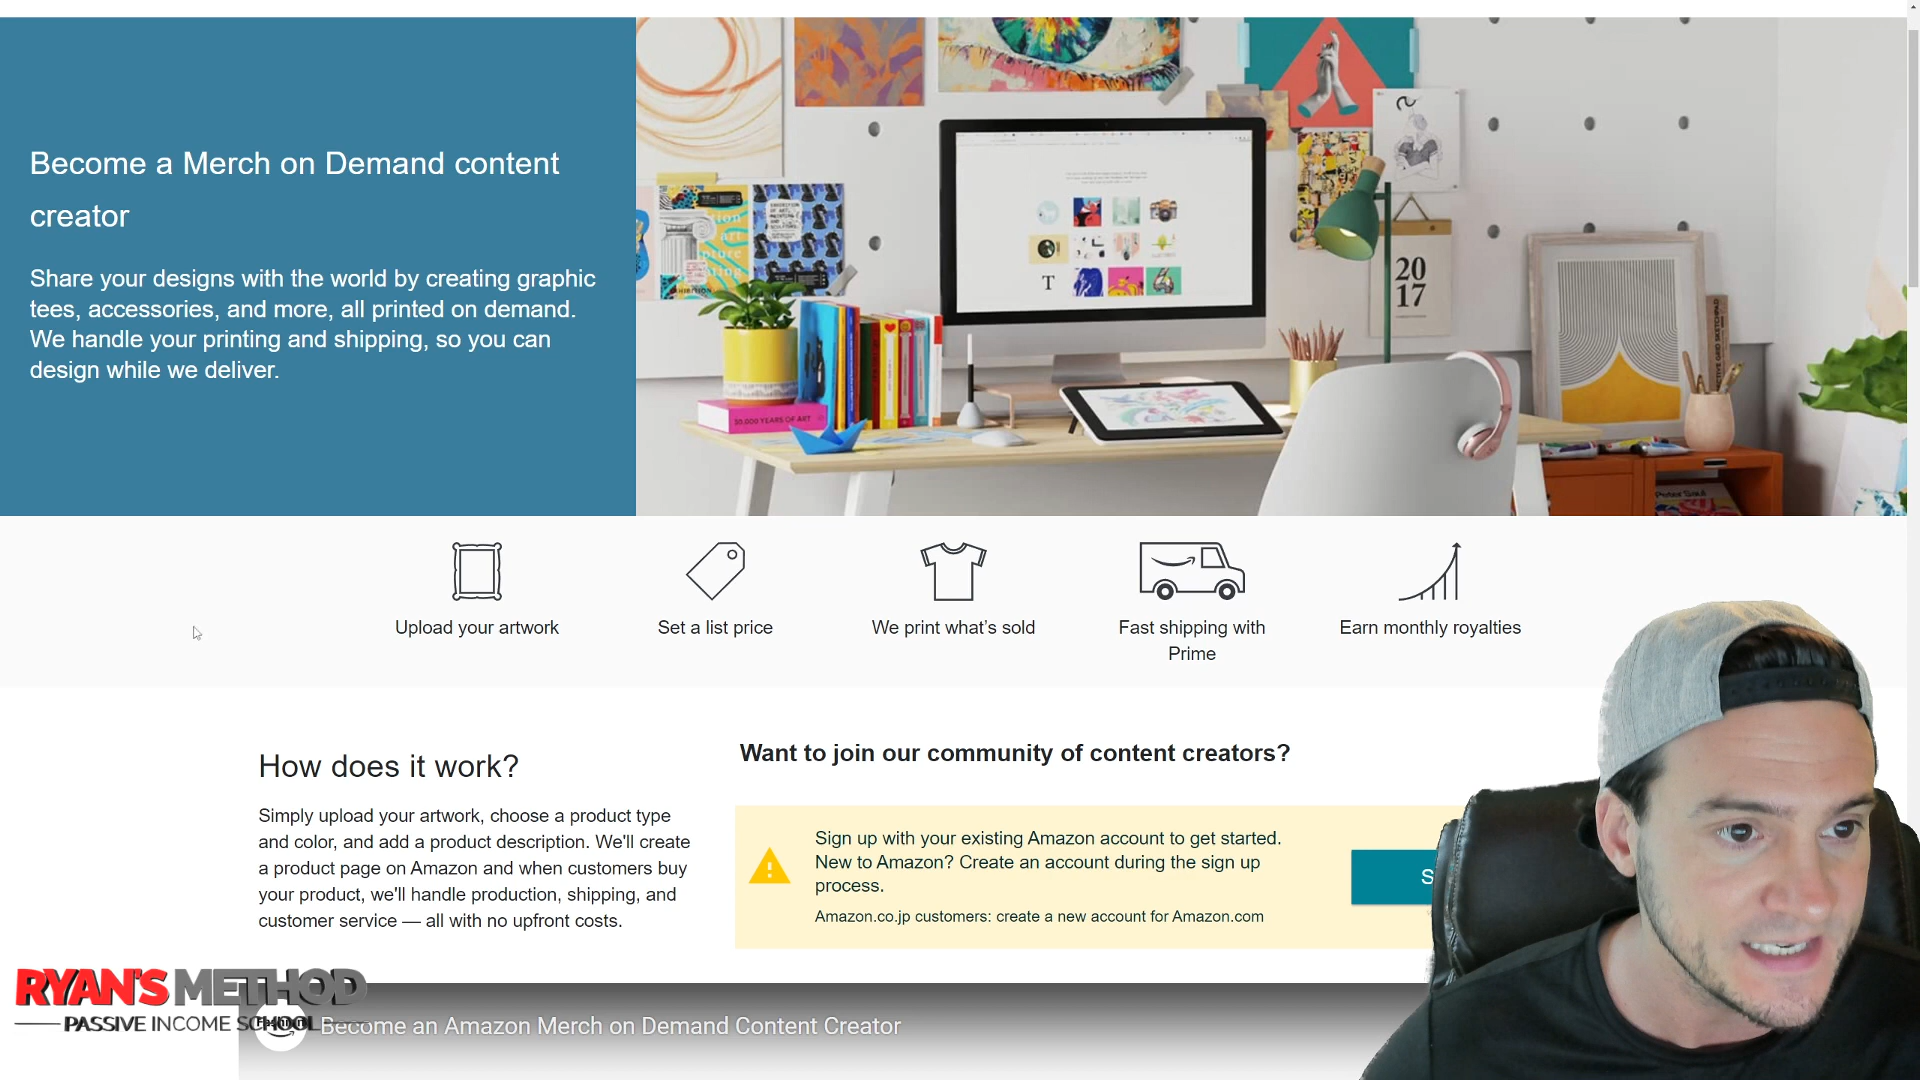 Become a Merch on Demand content
creator
Share your designs with the world by creating graphic
tees, accessories, and more, all printed on demand.
We handle your printing and shipping, so you can
design while we deliver.
10,000 YEARS OF ART
T
20
17
Upload your artwork
Set a list price
We print what's sold
Fast shipping with
Prime
Earn monthly royalties
How does it work?
Simply upload your artwork, choose a product type
and color, and add a product description. We'll create
a product page on Amazon and when customers buy
your product, we'll handle production, shipping, and
customer service — all with no upfront costs.
Want to join our community of content creators?
Sign up with your existing Amazon account to get started.
New to Amazon? Create an account during the sign up
process.
Amazon.co.jp customers: create a new account for Amazon.com
S
RYAN'S METHOD
PASSIVE INCOME SCHOOL
Become an Amazon Merch on Demand Content Creator